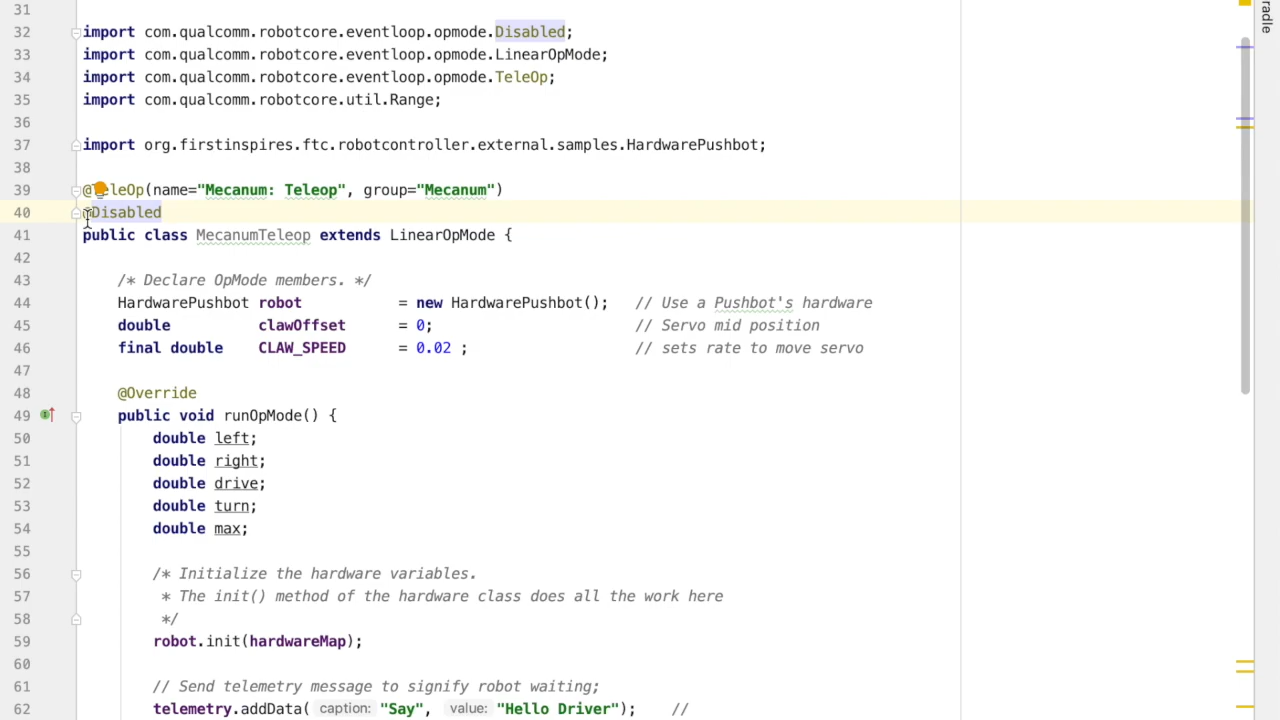 31
32 import com.qualcomm.robotcore.eventloop.opmode.Disabled;
33 import com.qualcomm.robotcore.eventloop.opmode.LinearOpMode;
34 import com.qualcomm.robotcore.eventloop.opmode.TeleOp;
35 import com.qualcomm.robotcore.util.Range;
36
37 import org.firstinspires.ftc.robotcontroller.external.samples.HardwarePushbot;
38
39 @TeleOp(name="Mecanum: Teleop", group="Mecanum")
40 @Disabled
41 public class MecanumTeleop extends LinearOpMode {
42
43 /* Declare OpMode members. */
44 HardwarePushbot robot = new HardwarePushbot(); // Use a Pushbot's hardware
45 double clawOffset = 0; // Servo mid position
46 final double CLAW_SPEED = 0.02 ; // sets rate to move servo
47
48 @Override
49 public void runOpMode() {
50 double left;
51 double right;
52 double drive;
53 double turn;
54 double max;
55
56 /* Initialize the hardware variables.
57 * The init() method of the hardware class does all the work here
58 */
59 robot.init(hardwareMap);
60
61 // Send telemetry message to signify robot waiting;
62 telemetry.addData( caption: "Say", value: "Hello Driver"); //
radle